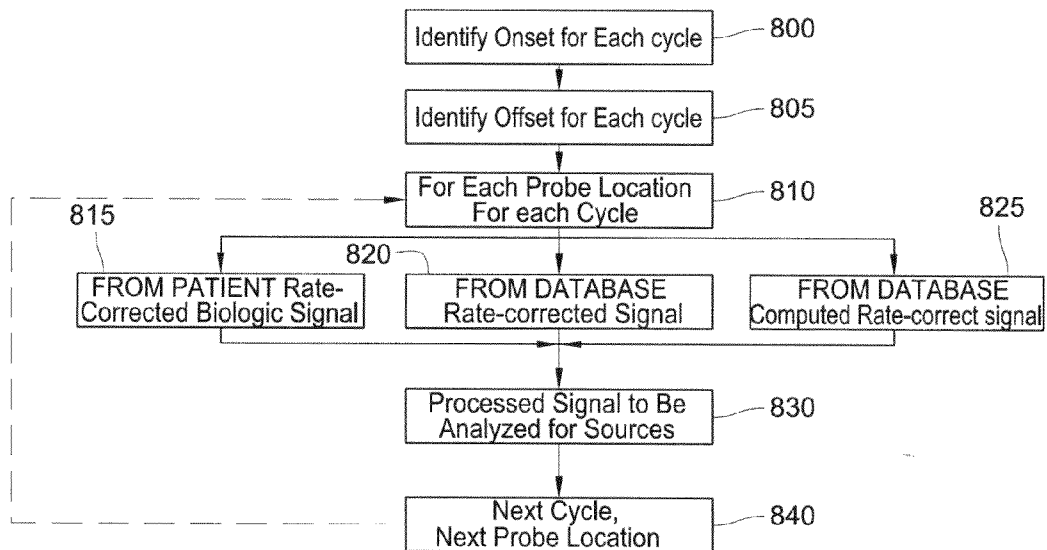 Identify Onset for Each cycle
800
Identify Offset for Each cycle
805
For Each Probe Location
For each Cycle
810
815
820
825
FROM PATIENT Rate-
Corrected Biologic Signal
FROM DATABASE
Rate-corrected Signal
FROM DATABASE
Computed Rate-correct signal
Processed Signal to Be
Analyzed for Sources
830
Next Cycle,
Next Probe Location
840